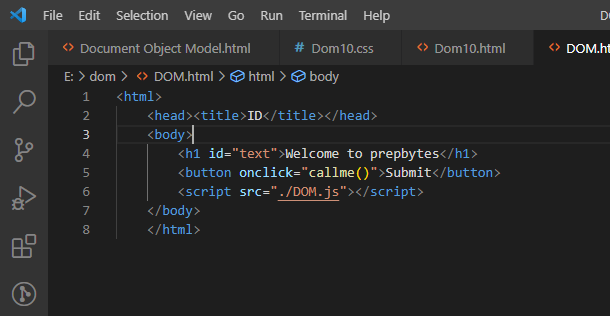 File Edit Selection View Go Run Terminal Help
Document Object Model.html # Dom10.css Dom10.html
E: > dom > DOM.html > html > body
1 <html>
2 <head><title>ID</title></head>
3 <body>
4 <h1 id="text">Welcome to prepbytes</h1>
5 <button onclick="callme()">Submit</button>
6 <script src="./DOM.js"></script>
7 </body>
8 </html>